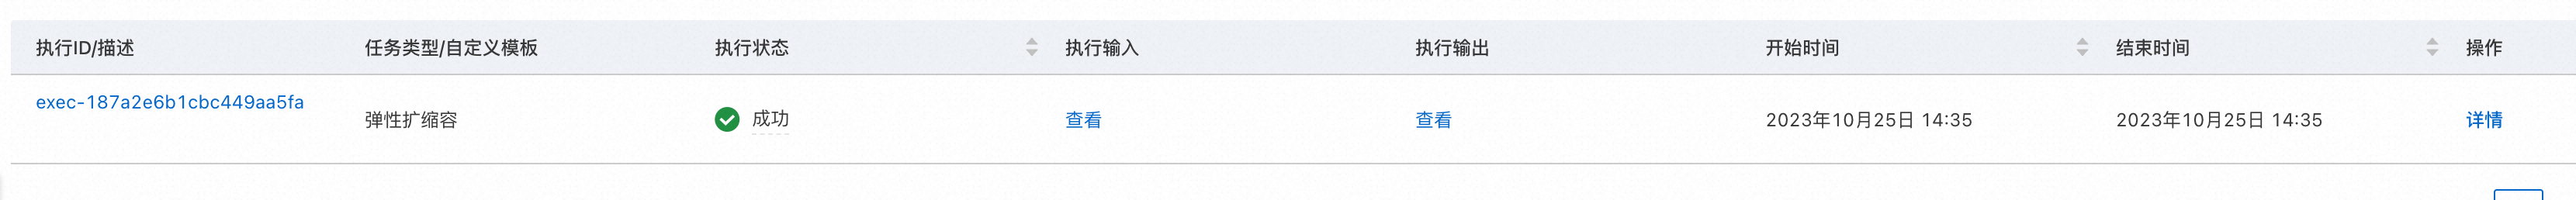 执行ID/描述 任务类型/自定义模板 执行状态 执行输入 执行输出 开始时间 结束时间 操作
exec-187a2e6b1cbc449aa5fa
弹性扩缩容 成功 查看 查看 2023年10月25日 14:35 2023年10月25日 14:35 详情